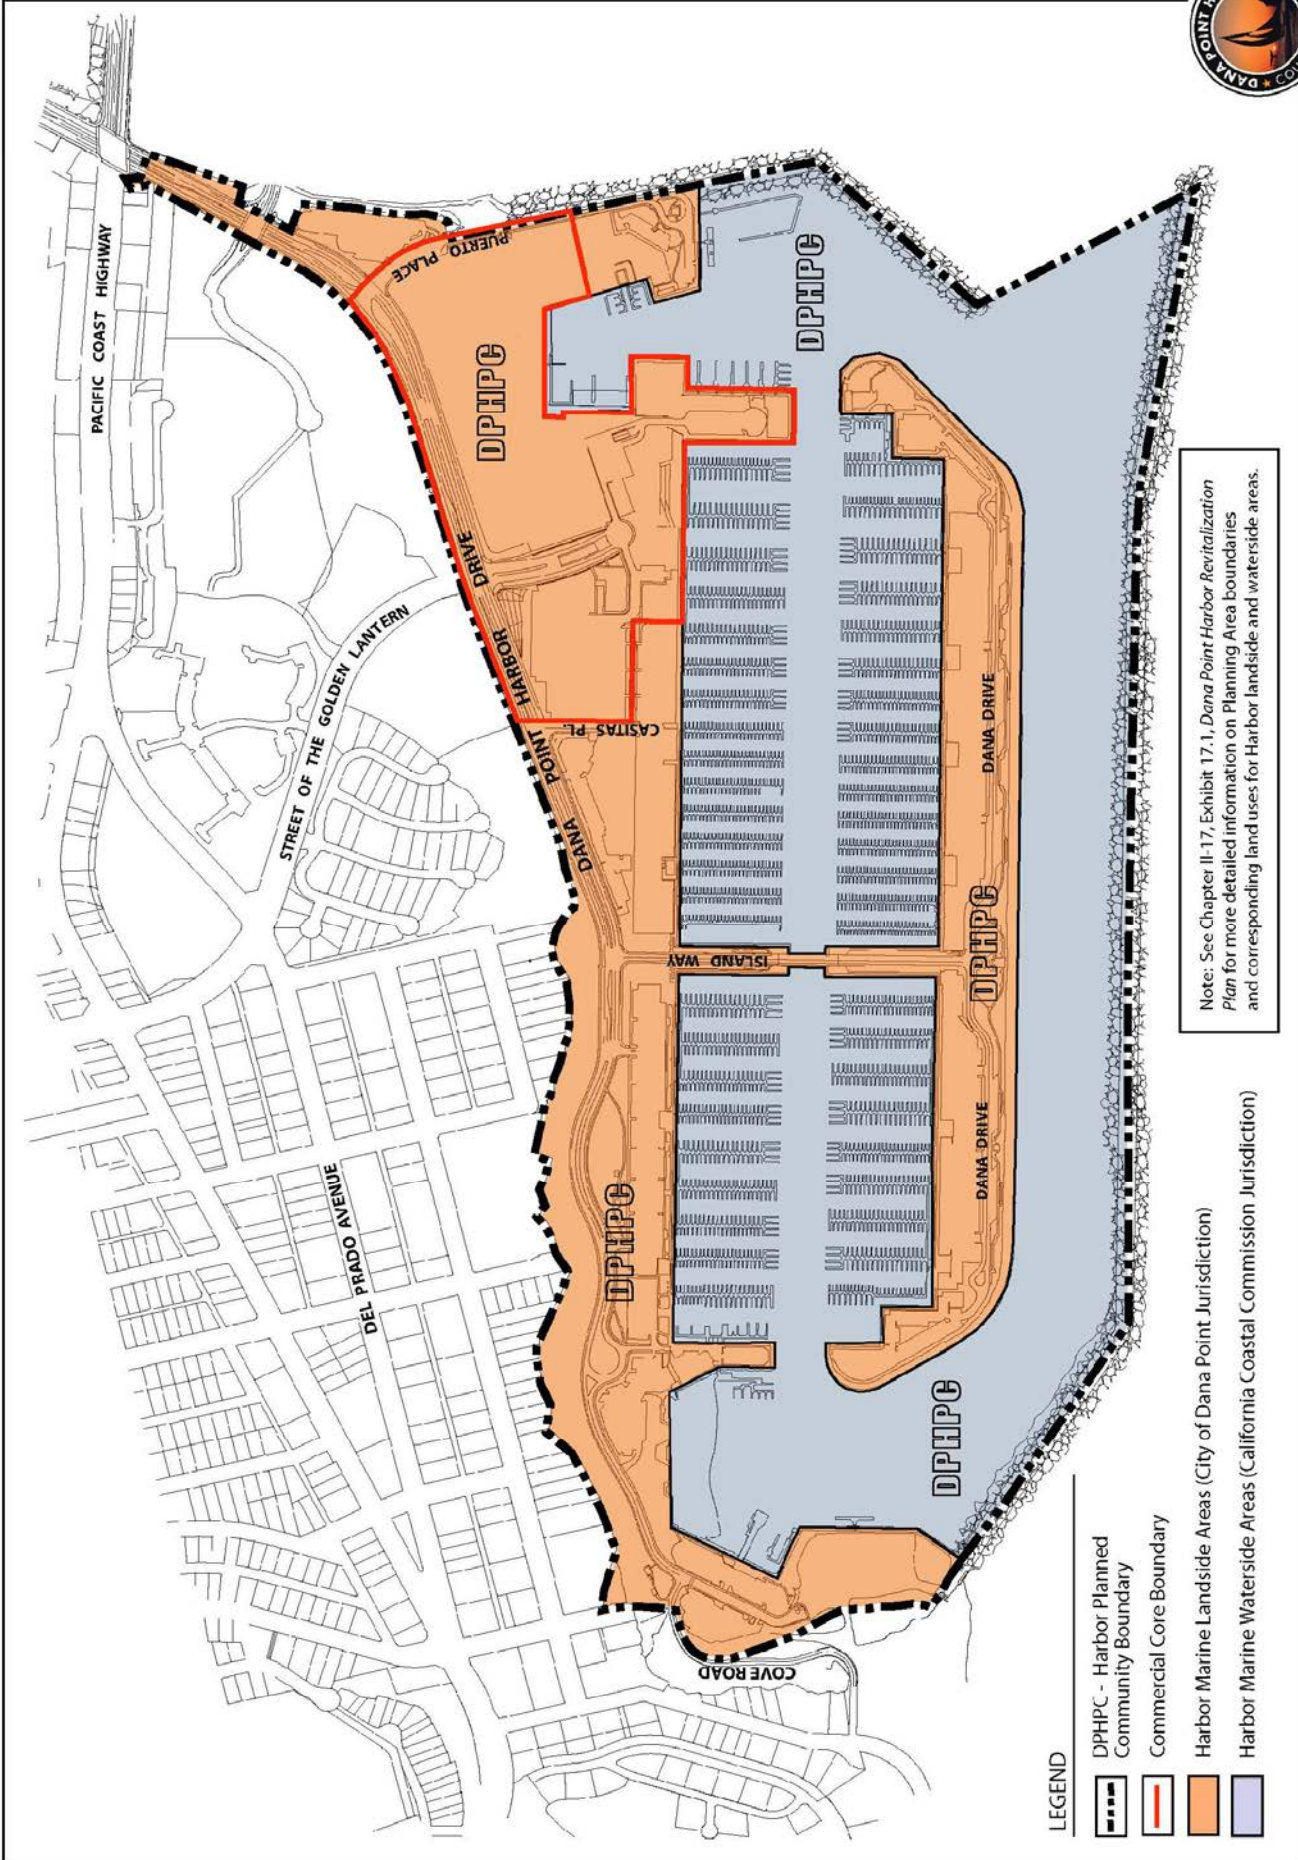 DANA POINT
PACIFIC COAST HIGHWAY
STREET OF THE GOLDEN LANTERN
DEL PRADO AVENUE
COVE ROAD
DANA POINT HARBOR DRIVE
PUERTO PLACE
CASITAS PL.
ISLAND WAY
DANA DRIVE
DANA DRIVE
DPHPC
DPHPC
DPHPC
DPHPC
DPHPC
LEGEND
DPHPC - Harbor Planned
Community Boundary
Commercial Core Boundary
Harbor Marine Landside Areas (City of Dana Point Jurisdiction)
Harbor Marine Waterside Areas (California Coastal Commission Jurisdiction)
Note: See Chapter II-17, Exhibit 17.1, Dana Point Harbor Revitalization
Plan for more detailed information on Planning Area boundaries
and corresponding land uses for Harbor landside and waterside areas.